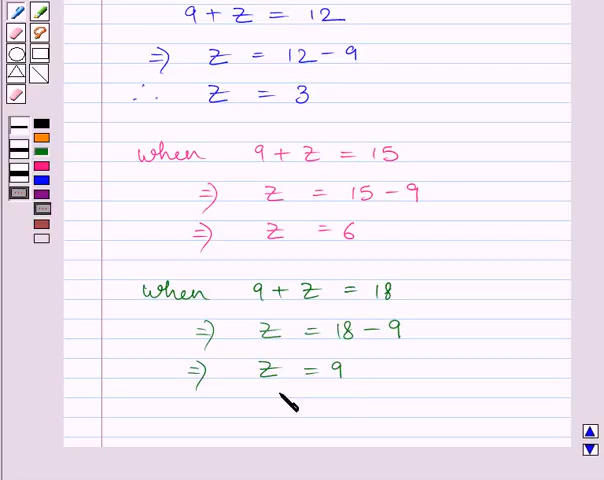 9 + z = 12
⇒ z = 12 - 9
∴ z = 3
when 9 + z = 15
⇒ z = 15 - 9
⇒ z = 6
when 9 + z = 18
⇒ z = 18 - 9
⇒ z = 9